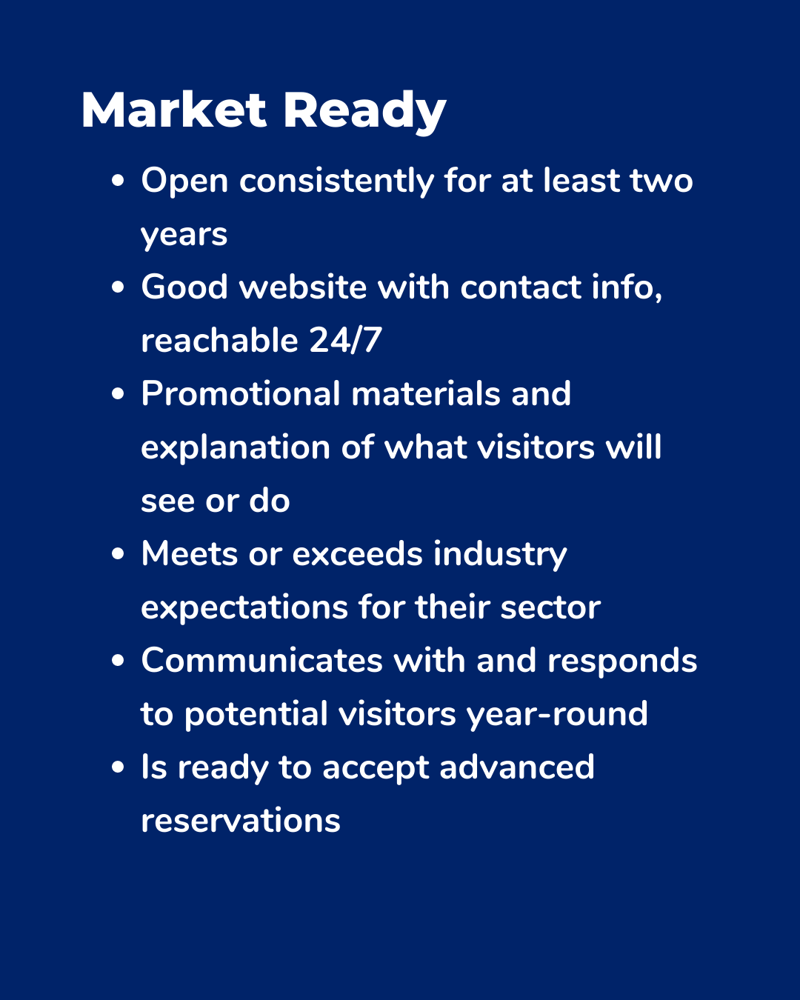 Market Ready
• Open consistently for at least two
years
• Good website with contact info,
reachable 24/7
• Promotional materials and
explanation of what visitors will
see or do
• Meets or exceeds industry
expectations for their sector
• Communicates with and responds
to potential visitors year-round
• Is ready to accept advanced
reservations